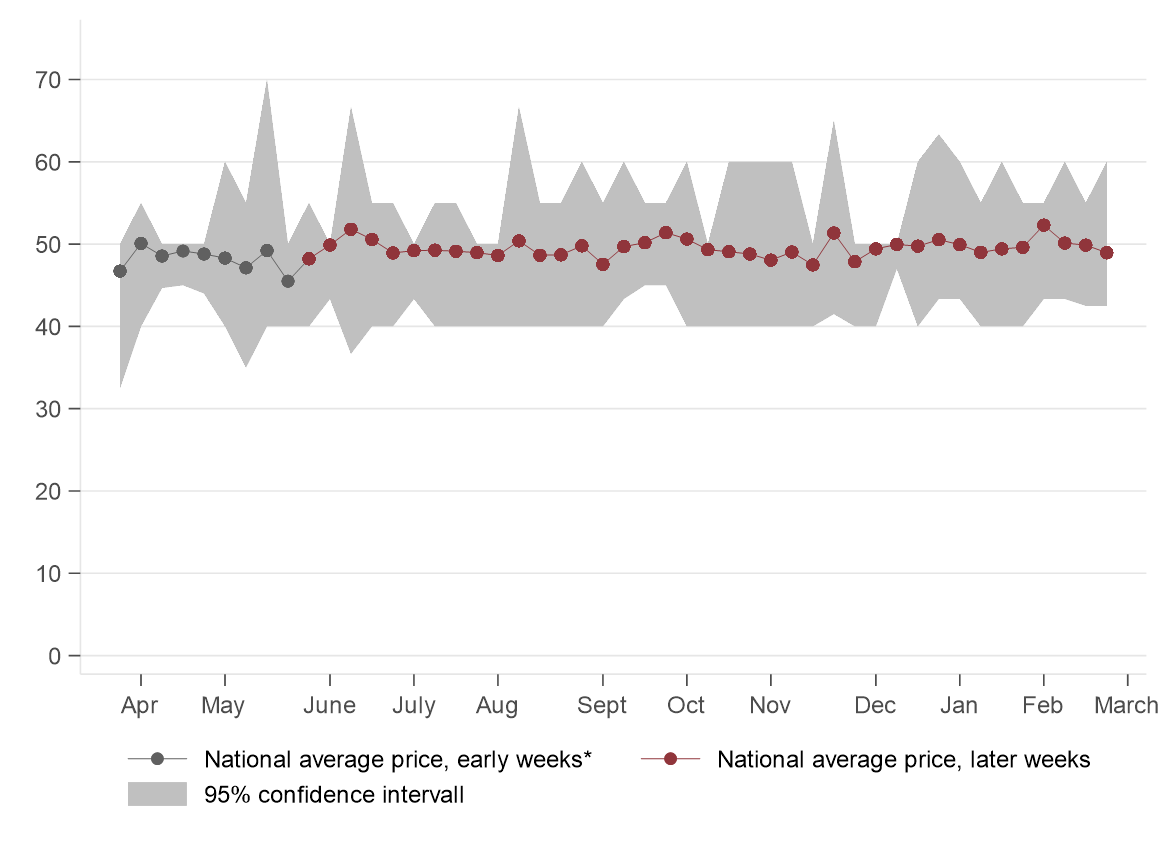 70
60
50
40
30
20
10
0
Apr May June July Aug Sept Oct Nov Dec Jan Feb March
National average price, early weeks* National average price, later weeks
95% confidence intervall